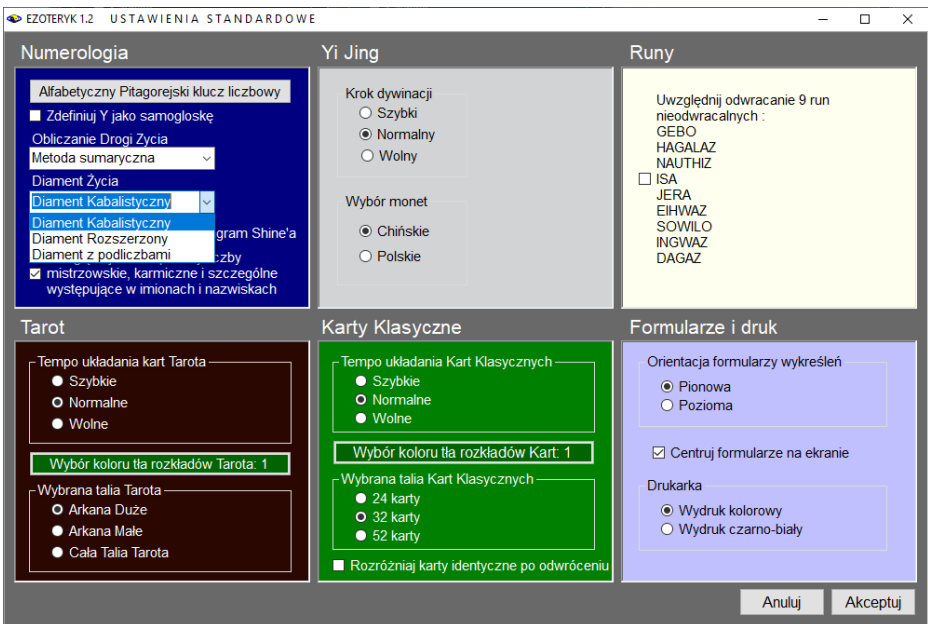 EZOTERYK 1.2 USTAWIENIA STANDARDOWE
Numerologia
Alfabetyczny Pitagorejski klucz liczbowy
Zdefiniuj Y jako samogłoskę
Obliczanie Drogi Życia
Metoda sumaryczna
Diament Życia
Diament Kabalistyczny
Diament Kabalistyczny
Diament Rozszerzony
Diament z podliczbami
gram Shine'a
mistrzowskie, karmiczne i szczególne
występujące w imionach i nazwiskach
Yi Jing
Krok dywinacji
Szybki
Normalny
Wolny
Wybór monet
Chińskie
Polskie
Runy
Uwzględnij odwracanie 9 run
nieodwracalnych :
GEBO
HAGALAZ
NAUTHIZ
ISA
JERA
EIHWAZ
SOWILO
INGWAZ
DAGAZ
Tarot
Tempo układania kart Tarota
Szybkie
Normalne
Wolne
Wybór koloru tła rozkładów Tarota: 1
Wybrana talia Tarota
Arkana Duże
Arkana Małe
Cała Talia Tarota
Karty Klasyczne
Tempo układania Kart Klasycznych
Szybkie
Normalne
Wolne
Wybór koloru tła rozkładów Kart: 1
Wybrana talia Kart Klasycznych
24 karty
32 karty
52 karty
Rozróżniaj karty identyczne po odwróceniu
Formularze i druk
Orientacja formularzy wykreśleń
Pionowa
Pozioma
Centruj formularze na ekranie
Drukarka
Wydruk kolorowy
Wydruk czarno-biały
Anuluj
Akceptuj